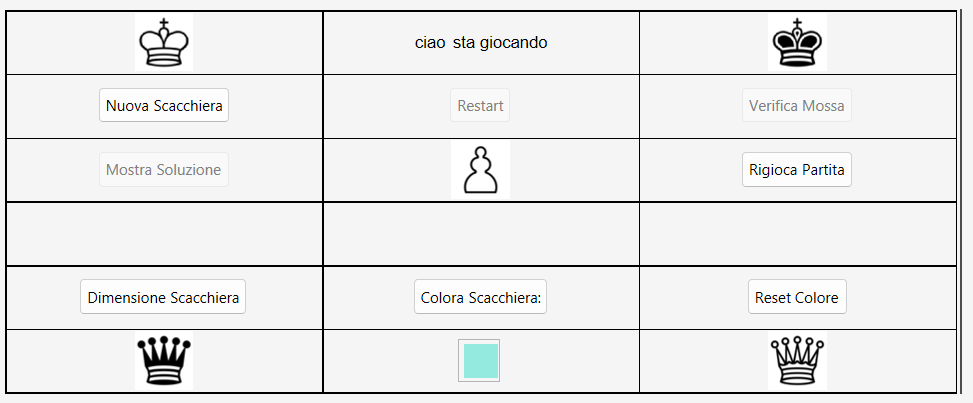 ciao sta giocando
Nuova Scacchiera
Restart
Verifica Mossa
Mostra Soluzione
Rigioca Partita
Dimensione Scacchiera
Colora Scacchiera:
Reset Colore